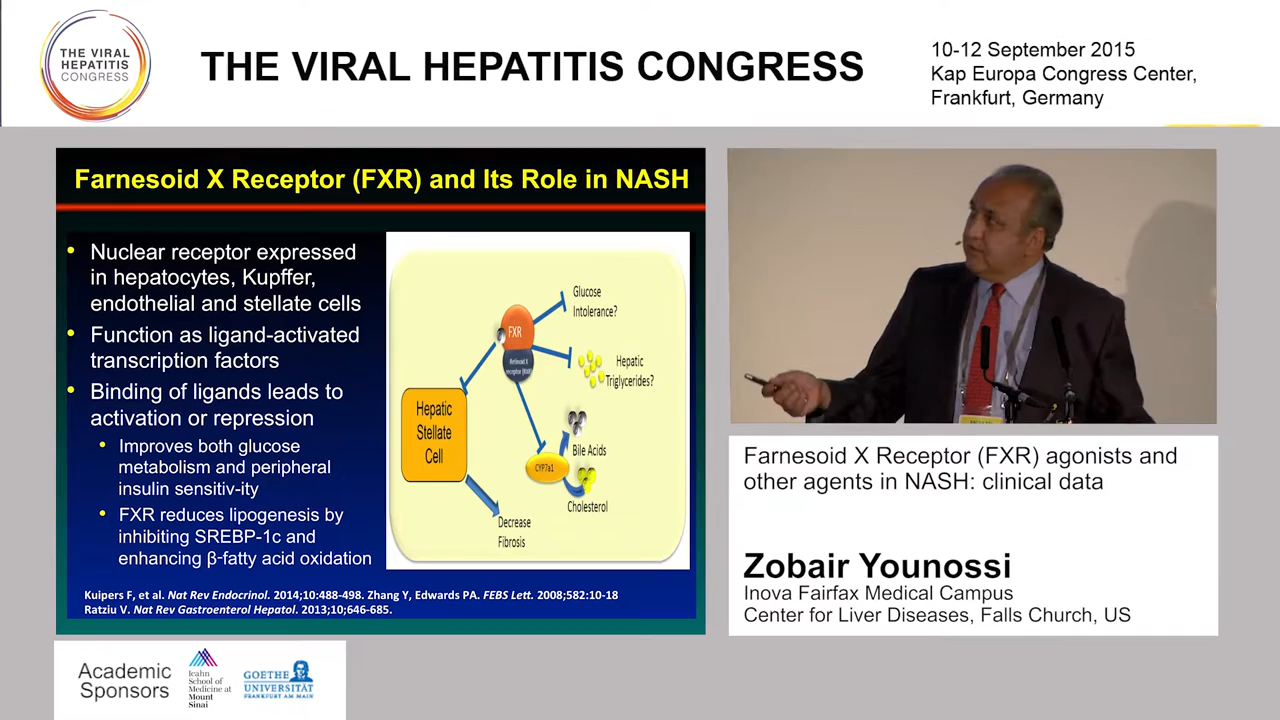 THE VIRAL
HEPATITIS
CONGRESS
THE VIRAL HEPATITIS CONGRESS
10-12 September 2015
Kap Europa Congress Center,
Frankfurt, Germany
Farnesoid X Receptor (FXR) and Its Role in NASH
• Nuclear receptor expressed
in hepatocytes, Kupffer,
endothelial and stellate cells
• Function as ligand-activated
transcription factors
• Binding of ligands leads to
activation or repression
• Improves both glucose
metabolism and peripheral
insulin sensitiv-ity
• FXR reduces lipogenesis by
inhibiting SREBP-1c and
enhancing β-fatty acid oxidation
Glucose
Intolerance?
FXR
Retinoid X
receptor (RXR)
Hepatic
Triglycerides?
Hepatic
Stellate
Cell
Bile Acids
CYP7a1
Cholesterol
Decrease
Fibrosis
Kuipers F, et al. Nat Rev Endocrinol. 2014;10:488-498. Zhang Y, Edwards PA. FEBS Lett. 2008;582:10-18
Ratziu V. Nat Rev Gastroenterol Hepatol. 2013;10;646-685.
Farnesoid X Receptor (FXR) agonists and
other agents in NASH: clinical data
Zobair Younossi
Inova Fairfax Medical Campus
Center for Liver Diseases, Falls Church, US
Academic
Sponsors
Icahn
School of
Medicine at
Mount
Sinai
GOETHE
UNIVERSITÄT
FRANKFURT AM MAIN